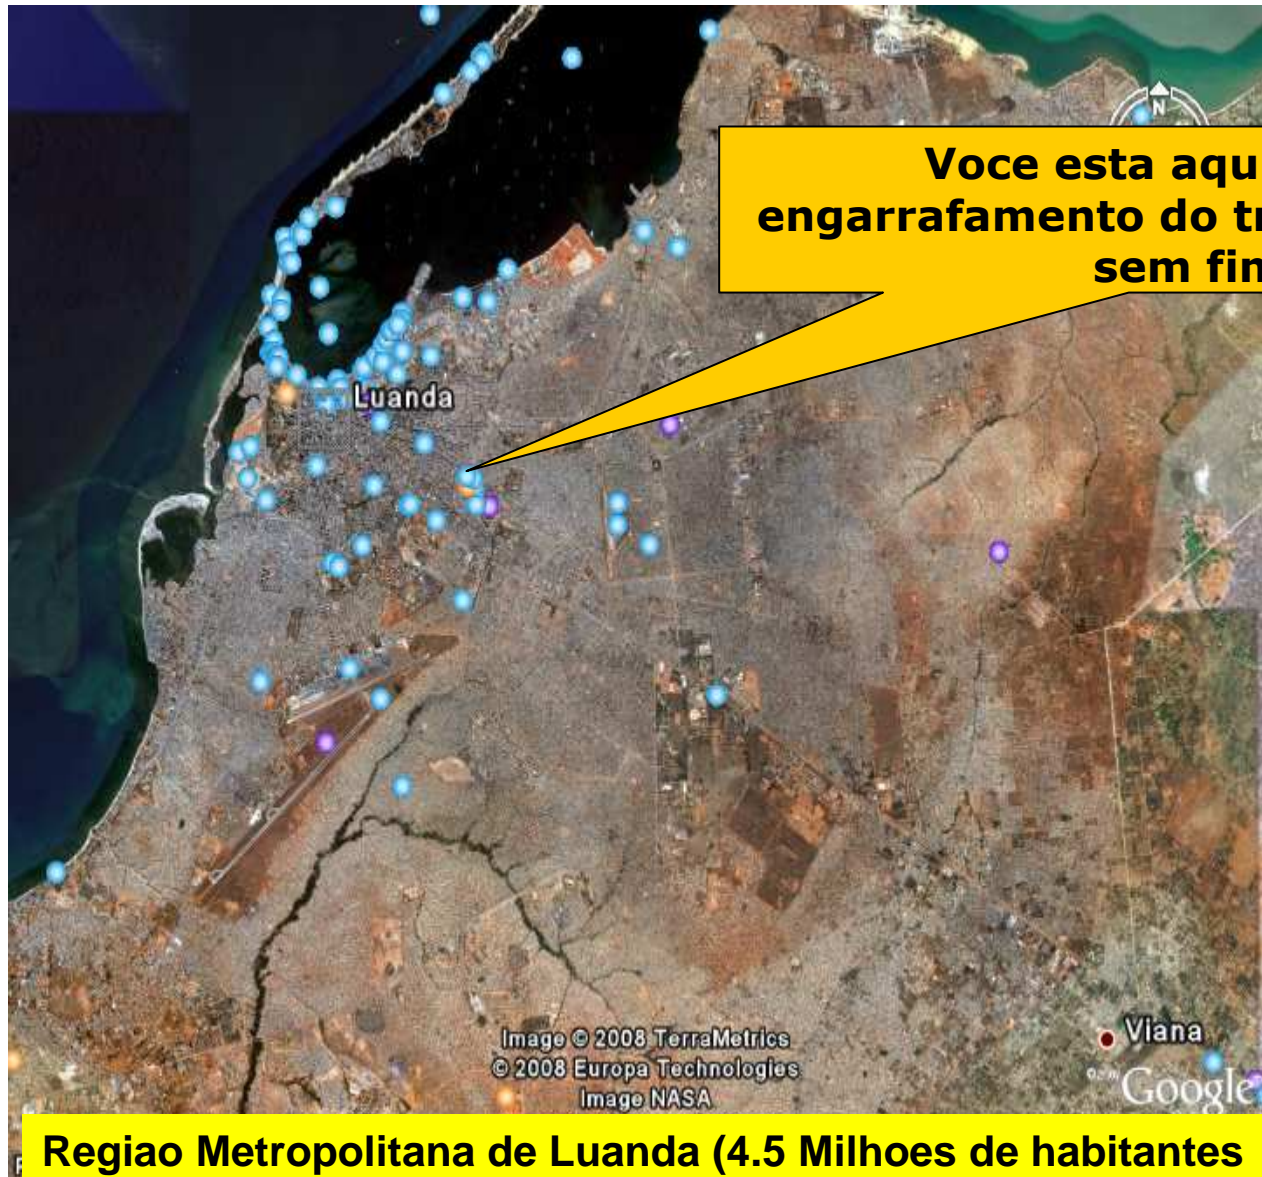 N
Voce esta aqu
engarrafamento do tr
sem fin
Luanda
Viana
Image © 2008 TerraMetrics
© 2008 Europa Technologies
Image NASA
Google
Regiao Metropolitana de Luanda (4.5 Milhoes de habitantes